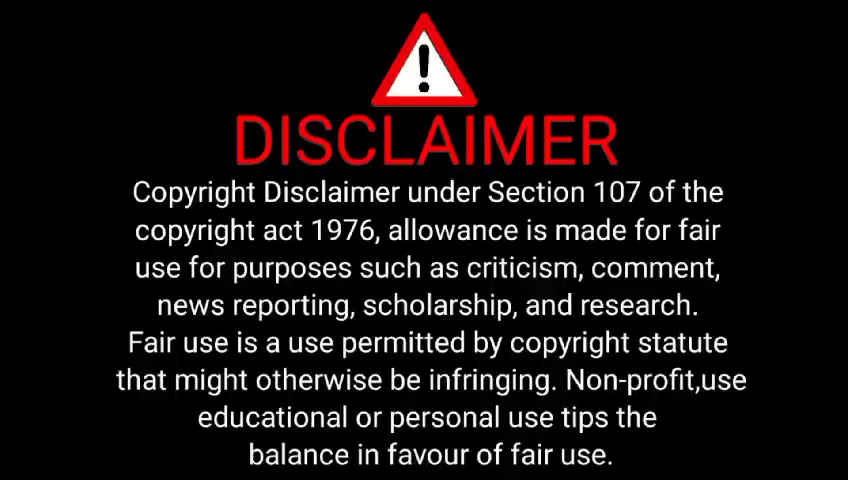 DISCLAIMER
Copyright Disclaimer under Section 107 of the
copyright act 1976, allowance is made for fair
use for purposes such as criticism, comment,
news reporting, scholarship, and research.
Fair use is a use permitted by copyright statute
that might otherwise be infringing. Non-profit,use
educational or personal use tips the
balance in favour of fair use.